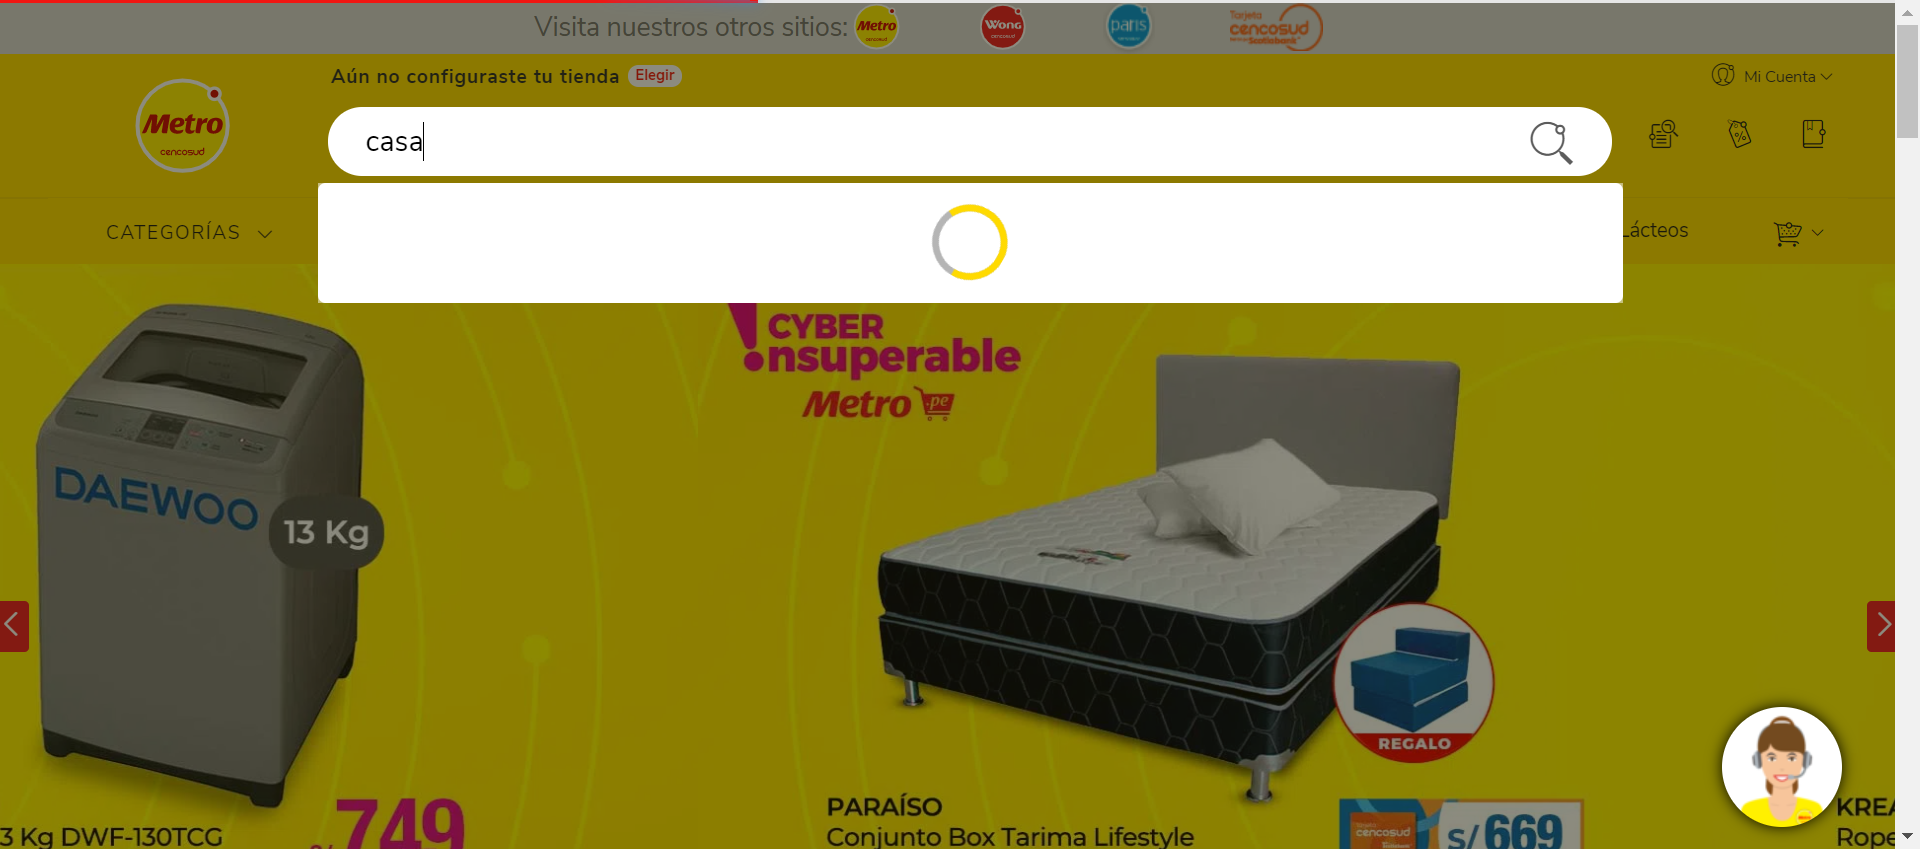 Visita nuestros otros sitios:
Metro
cencosud
Wong
cencosud
paris
Tarjeta
cencosud
Scotiabank
Aún no configuraste tu tienda
Elegir
Mi Cuenta
Metro
cencosud
casa
CATEGORÍAS
Lácteos
CYBER
!nsuperable
Metro.pe
DAEWOO
13 Kg
REGALO
3 Kg DWF-130TCG
749
PARAÍSO
Conjunto Box Tarima Lifestyle
cencosud
S/ 669
KREA
Rope